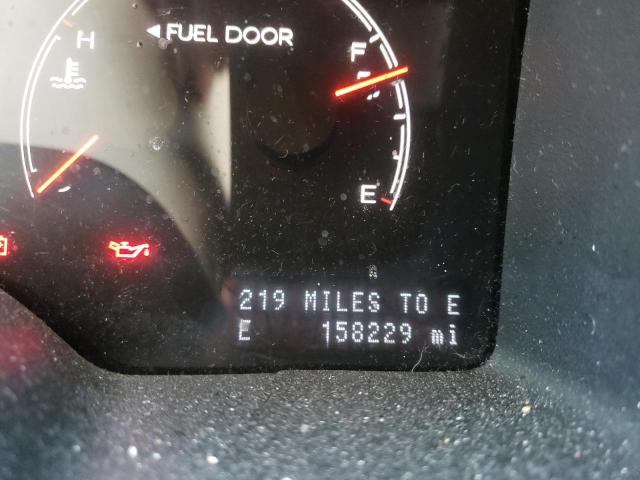 H
◄ FUEL DOOR
F
E
219 MILES TO E
E 158229 mi